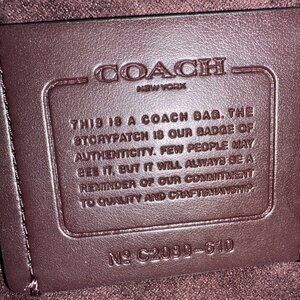 COACH
NEW YORK
THIS IS A COACH BAG. THE
STORYPATCH IS OUR BADGE OF
AUTHENTICITY. FEW PEOPLE MAY
SEE IT, BUT IT WILL ALWAYS BE A
REMINDER OF OUR COMMITMENT
TO QUALITY AND CRAFTSMANSHIP